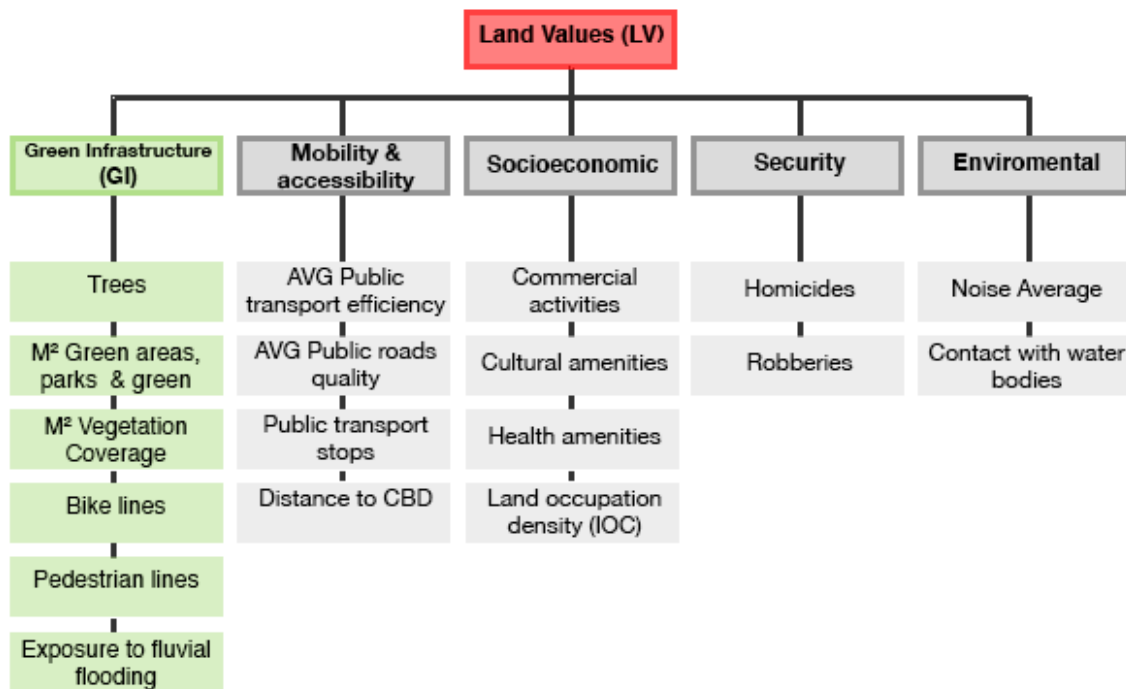 Land Values (LV)
Green Infrastructure
(GI)
Mobility &
accessibility
Socioeconomic
Security
Enviromental
Trees
M² Green areas,
parks & green
M² Vegetation
Coverage
Bike lines
Pedestrian lines
Exposure to fluvial
flooding
AVG Public
transport efficiency
AVG Public roads
quality
Public transport
stops
Distance to CBD
Commercial
activities
Cultural amenities
Health amenities
Land occupation
density (IOC)
Homicides
Robberies
Noise Average
Contact with water
bodies